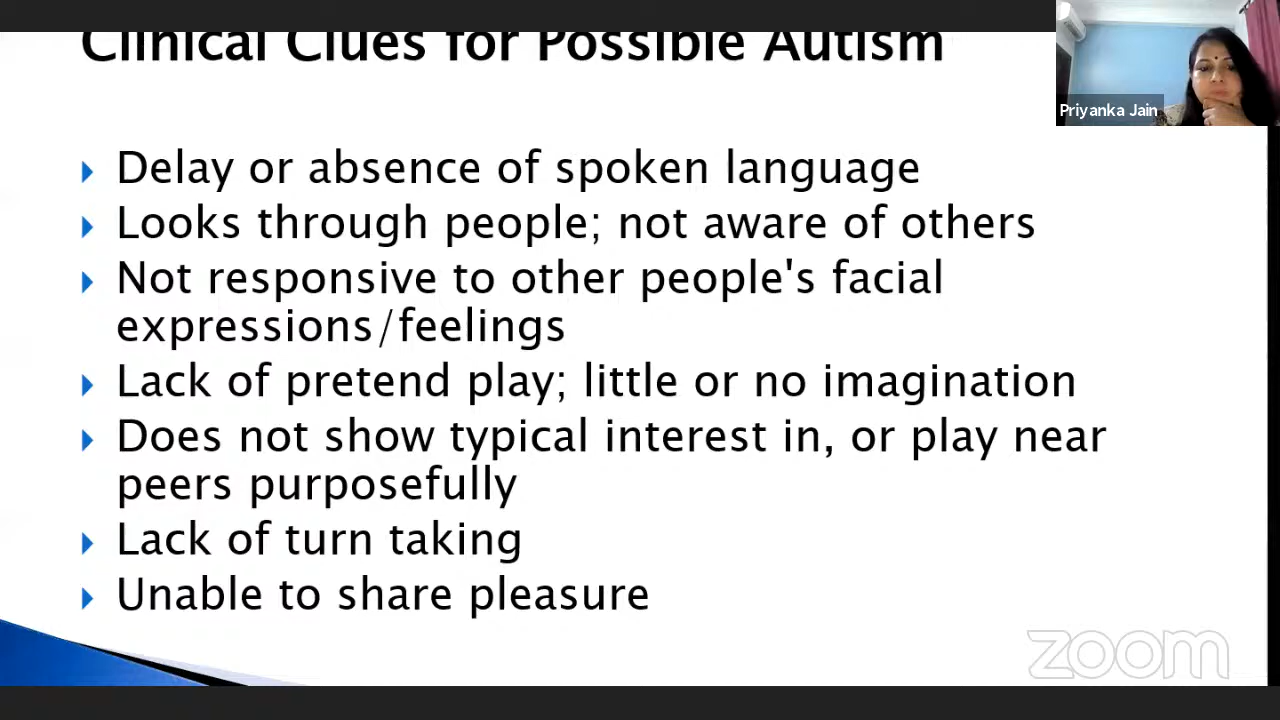 Clinical Clues for Possible Autism
Priyanka Jain
Delay or absence of spoken language
Looks through people; not aware of others
Not responsive to other people's facial
expressions/feelings
Lack of pretend play; little or no imagination
Does not show typical interest in, or play near
peers purposefully
Lack of turn taking
Unable to share pleasure
zoom